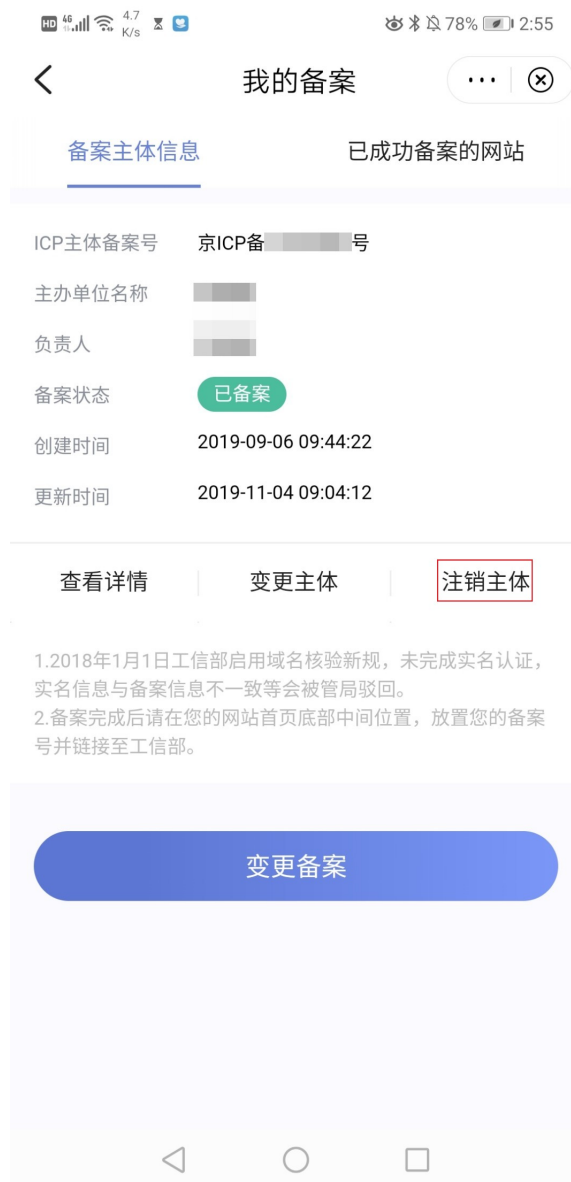 HD 46 4.7 K/s 78% 2:55
我的备案
备案主体信息 已成功备案的网站
ICP主体备案号 京ICP备 号
主办单位名称
负责人
备案状态 已备案
创建时间 2019-09-06 09:44:22
更新时间 2019-11-04 09:04:12
查看详情 变更主体 注销主体
1.2018年1月1日工信部启用域名核验新规，未完成实名认证，
实名信息与备案信息不一致等会被管局驳回。
2.备案完成后请在您的网站首页底部中间位置，放置您的备案
号并链接至工信部。
变更备案